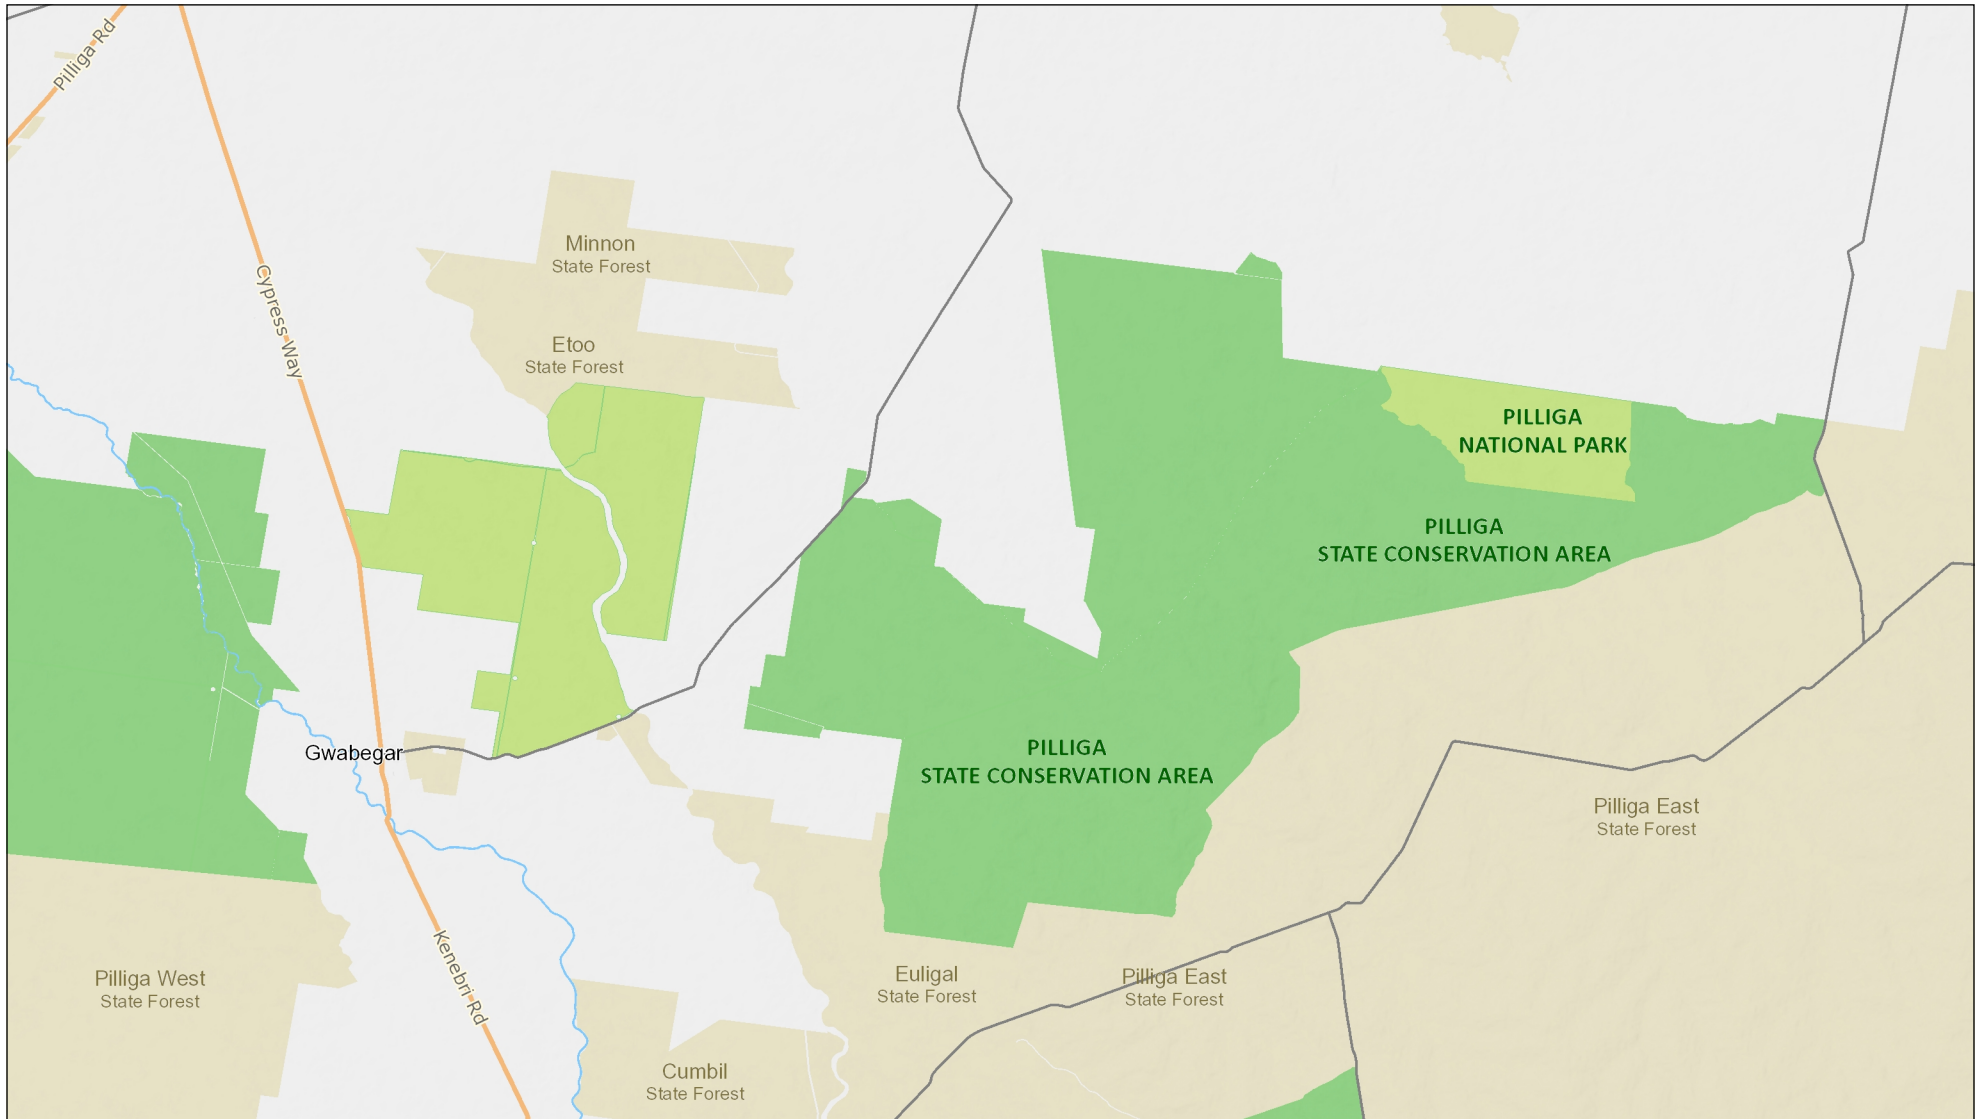 Pilliga Rd
Cypress Way
Minnon
State Forest
Etoo
State Forest
PILLIGA
NATIONAL PARK
PILLIGA
STATE CONSERVATION AREA
Gwabegar
PILLIGA
STATE CONSERVATION AREA
Pilliga East
State Forest
Pilliga West
State Forest
Kenebri Rd
Euligal
State Forest
Pilliga East
State Forest
Cumbil
State Forest